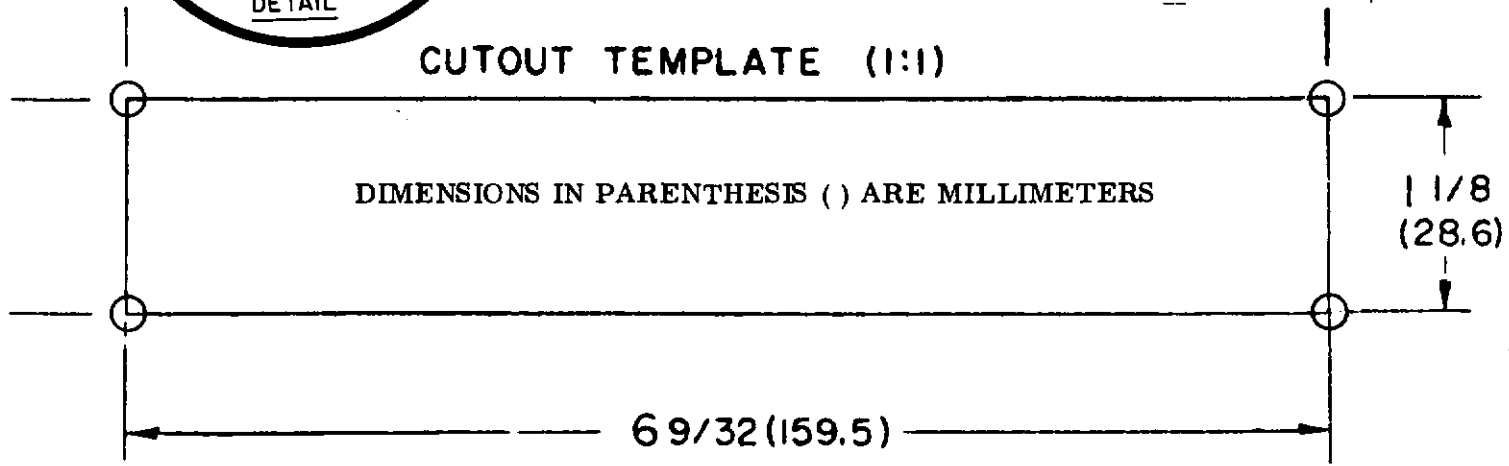 DETAIL
CUTOUT TEMPLATE (1:1)
DIMENSIONS IN PARENTHESIS ( ) ARE MILLIMETERS
1 1/8
(28.6)
6 9/32 (159.5)